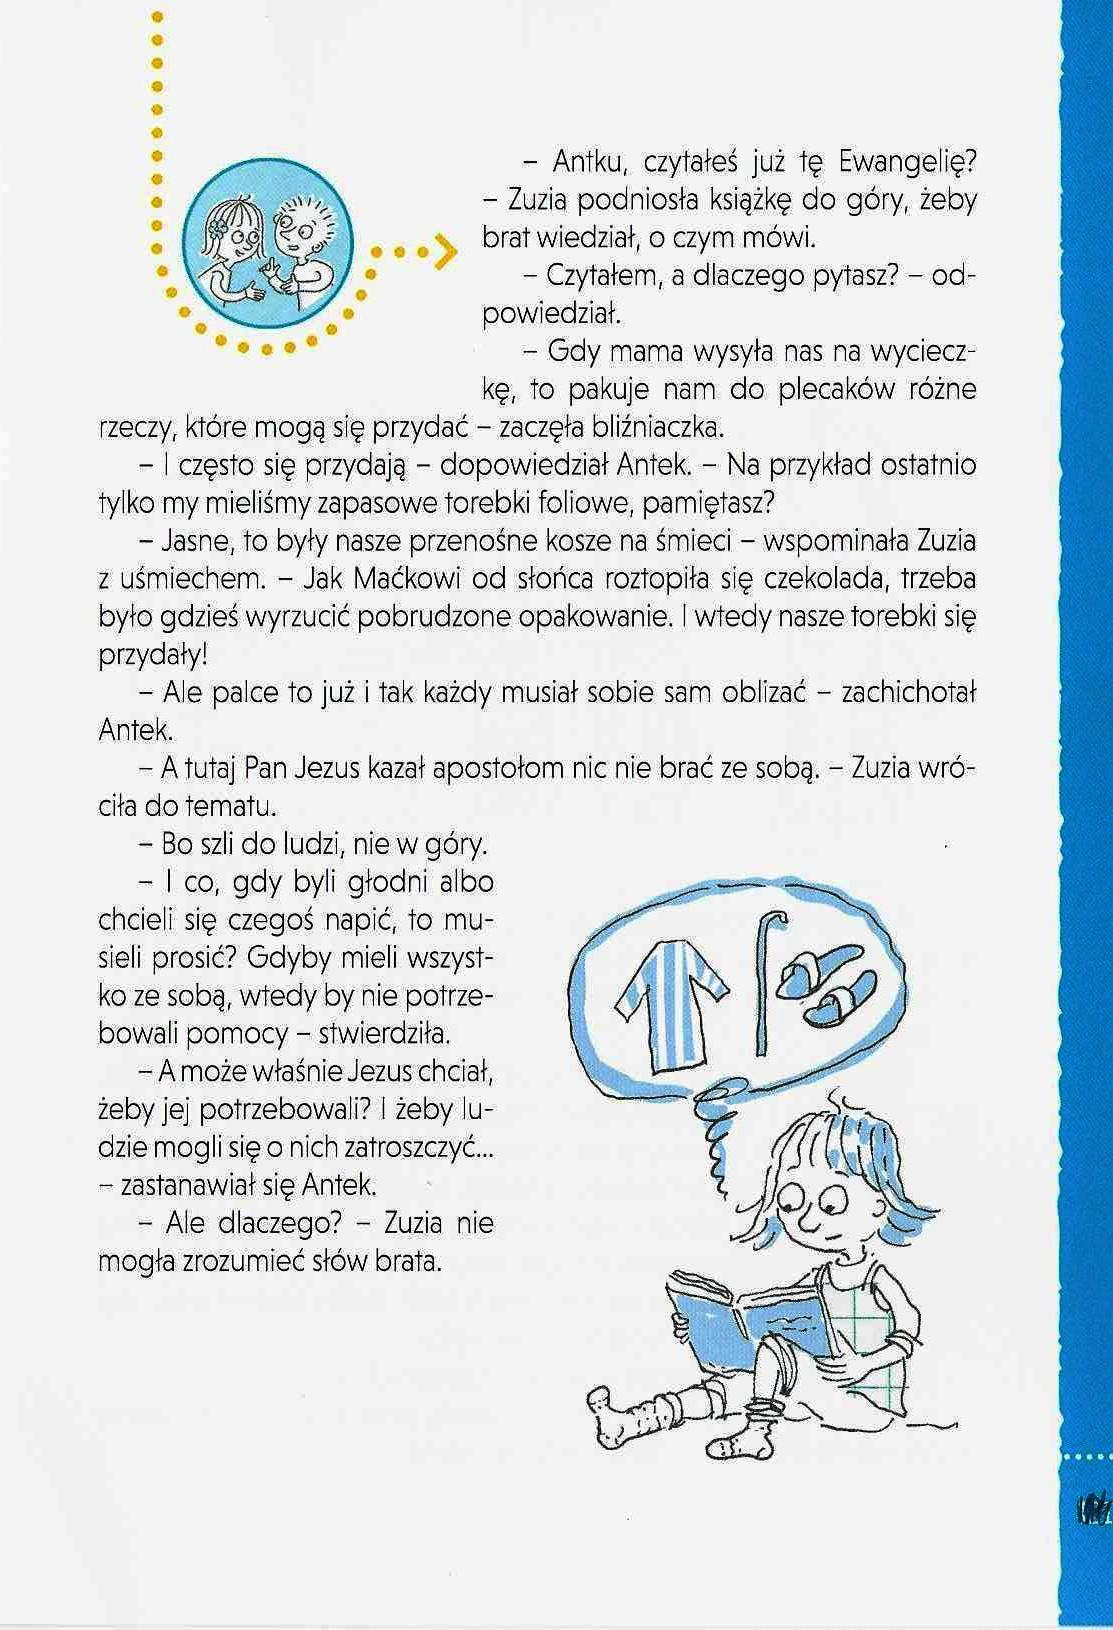 – Antku, czytałeś już tę Ewangelię?
– Zuzia podniosła książkę do góry, żeby
brat wiedział, o czym mówi.
– Czytałem, a dlaczego pytasz? – od-
powiedział.
– Gdy mama wysyła nas na wyciecz-
kę, to pakuje nam do plecaków różne
rzeczy, które mogą się przydać – zaczęła bliźniaczka.
– I często się przydają – dopowiedział Antek. – Na przykład ostatnio
tylko my mieliśmy zapasowe torebki foliowe, pamiętasz?
– Jasne, to były nasze przenośne kosze na śmieci – wspominała Zuzia
z uśmiechem. – Jak Maćkowi od słońca roztopiła się czekolada, trzeba
było gdzieś wyrzucić pobrudzone opakowanie. I wtedy nasze torebki się
przydały!
– Ale palce to już i tak każdy musiał sobie sam oblizać – zachichotał
Antek.
– A tutaj Pan Jezus kazał apostołom nic nie brać ze sobą. – Zuzia wró-
ciła do tematu.
– Bo szli do ludzi, nie w góry.
– I co, gdy byli głodni albo
chcieli się czegoś napić, to mu-
sieli prosić? Gdyby mieli wszyst-
ko ze sobą, wtedy by nie potrze-
bowali pomocy – stwierdziła.
– A może właśnie Jezus chciał,
żeby jej potrzebowali? I żeby lu-
dzie mogli się o nich zatroszczyć...
– zastanawiał się Antek.
– Ale dlaczego? – Zuzia nie
mogła zrozumieć słów brata.